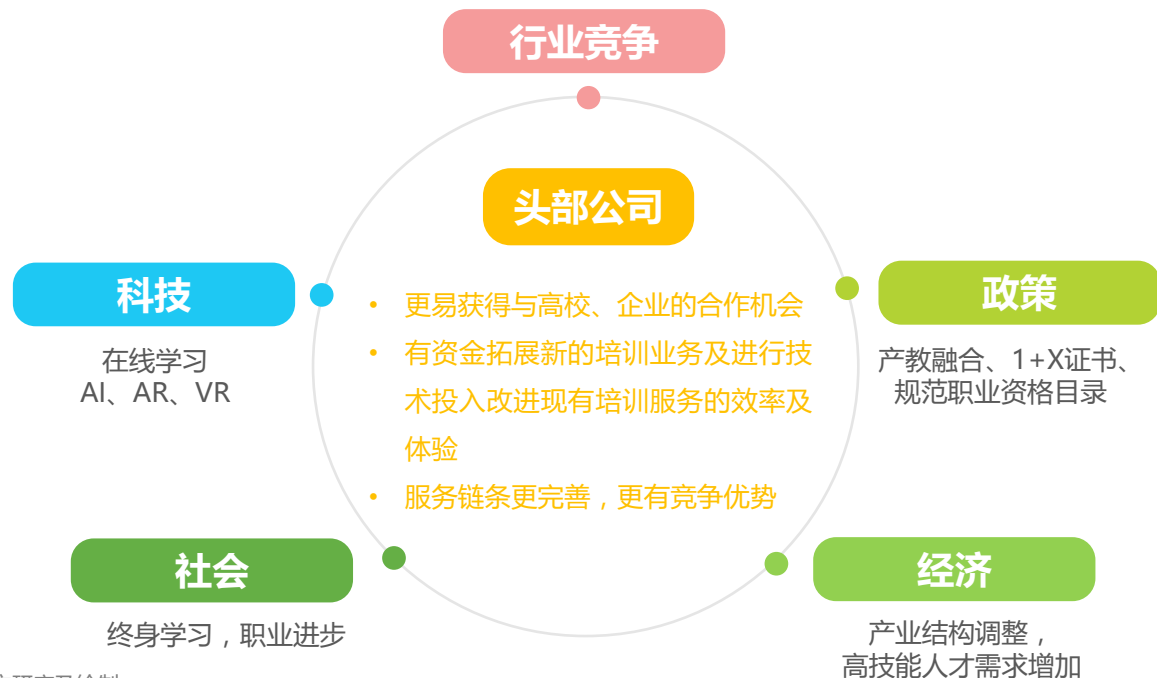 行业竞争
头部公司
• 更易获得与高校、企业的合作机会
• 有资金拓展新的培训业务及进行技
术投入改进现有培训服务的效率及
体验
• 服务链条更完善，更有竞争优势
科技
在线学习
AI、AR、VR
政策
产教融合、1+X证书、
规范职业资格目录
社会
终身学习，职业进步
经济
产业结构调整，
高技能人才需求增加